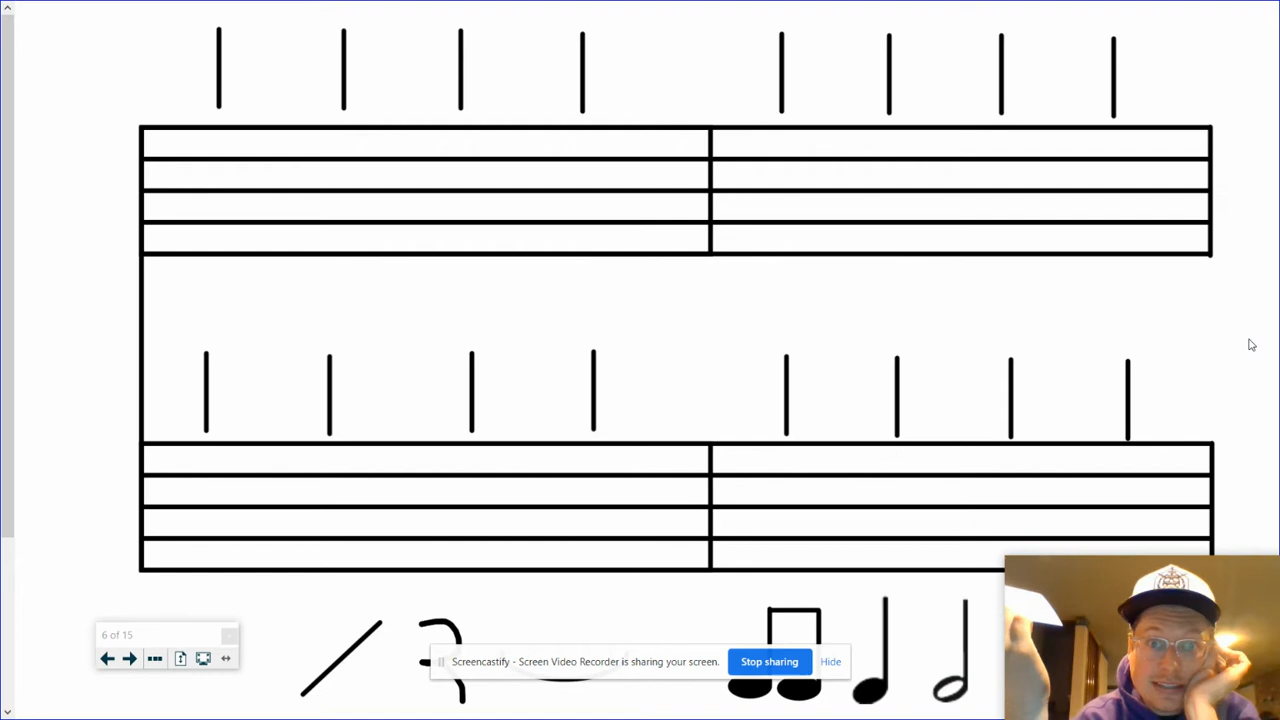 6 of 15
Screencastify - Screen Video Recorder is sharing your screen.
Stop sharing
Hide